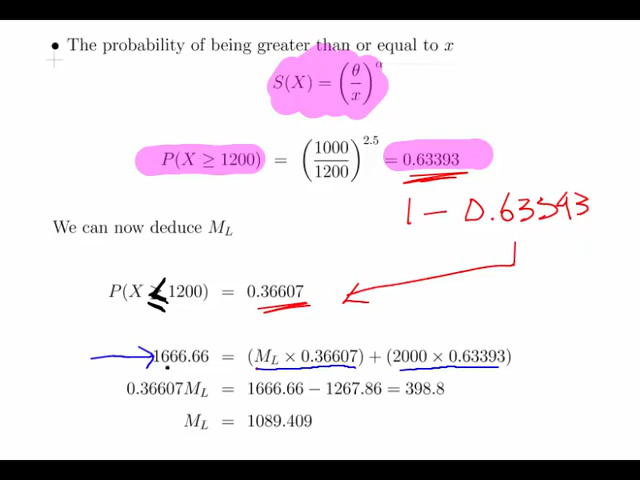 • The probability of being greater than or equal to x
S(X) = (θ/x)^α
P(X ≥ 1200) = (1000/1200)^2.5 = 0.63393
1 – 0.63393
We can now deduce M_L
P(X ≤ 1200) = 0.36607
1666.66 = (M_L × 0.36607) + (2000 × 0.63393)
0.36607M_L = 1666.66 − 1267.86 = 398.8
M_L = 1089.409